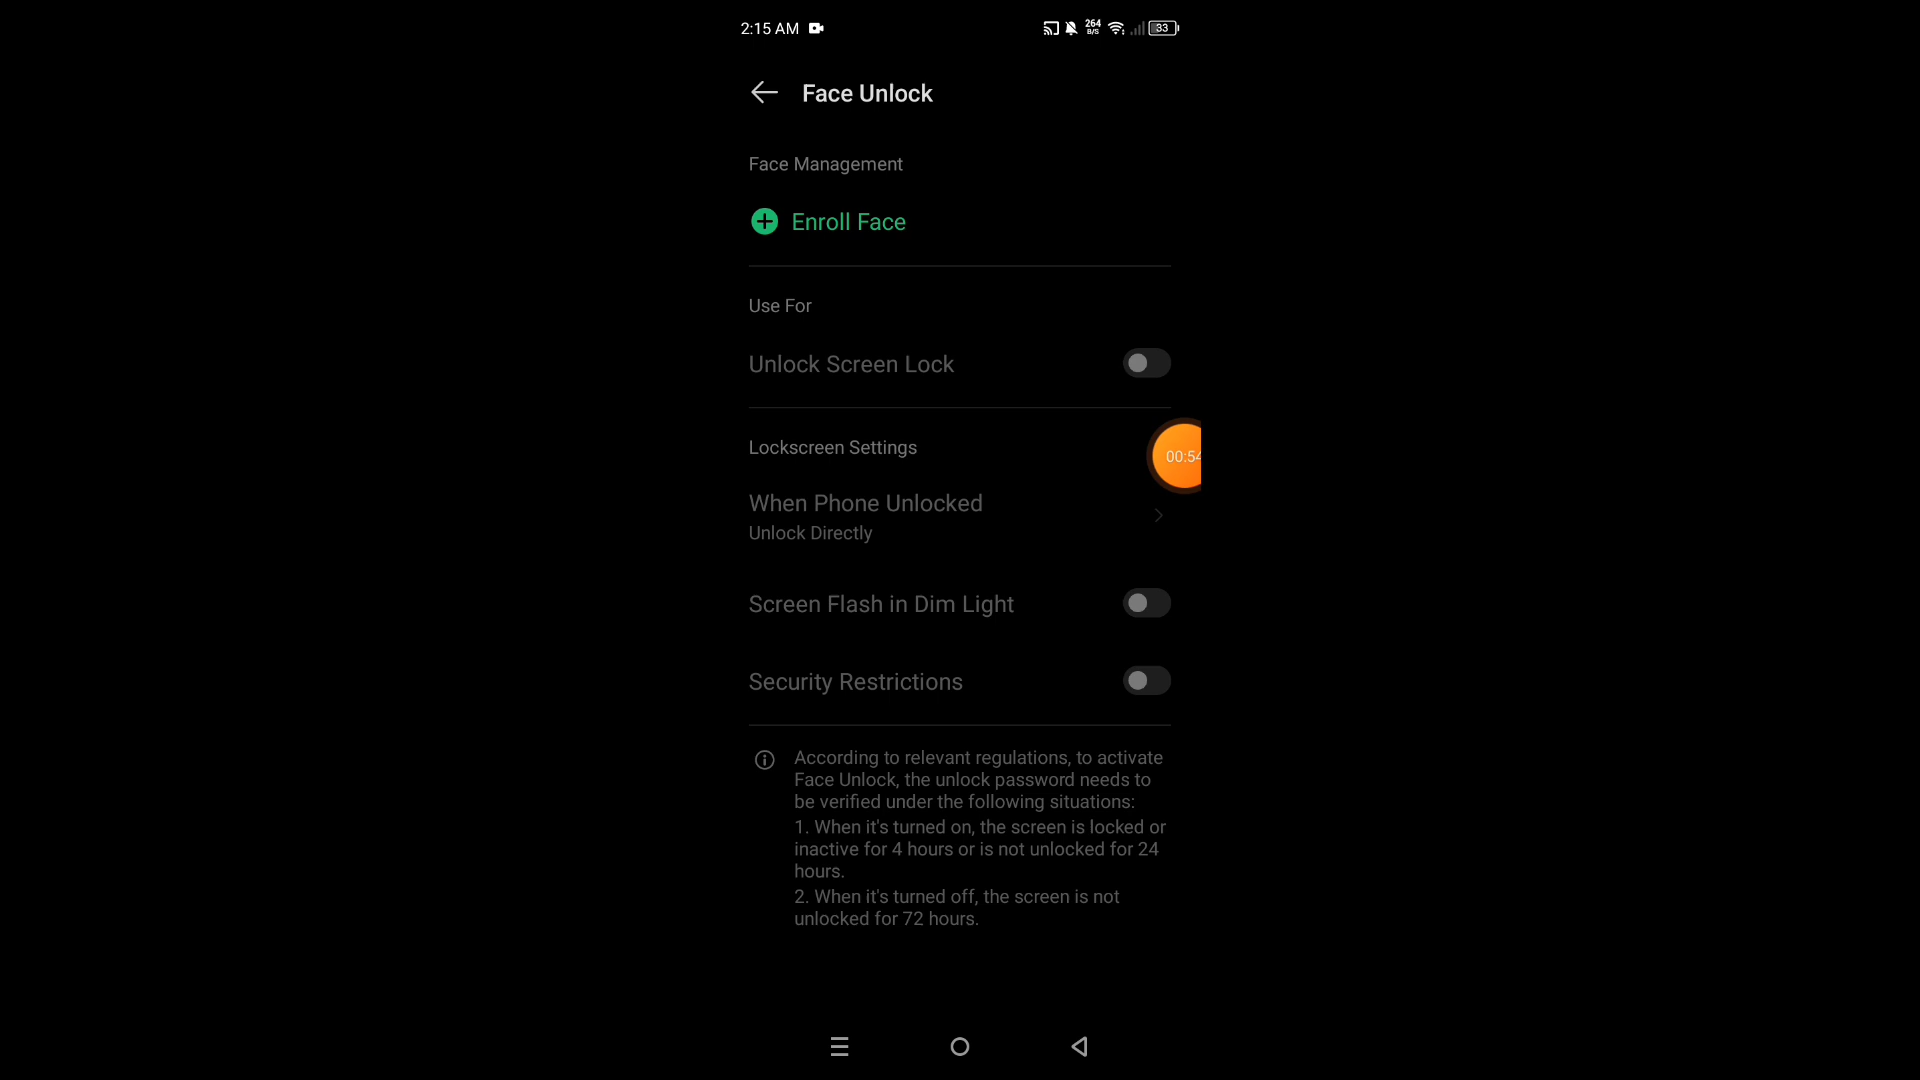 2:15 AM
264
B/S
33
Face Unlock
Face Management
Enroll Face
Use For
Unlock Screen Lock
Lockscreen Settings
00:54
When Phone Unlocked
Unlock Directly
Screen Flash in Dim Light
Security Restrictions
According to relevant regulations, to activate
Face Unlock, the unlock password needs to
be verified under the following situations:
1. When it's turned on, the screen is locked or
inactive for 4 hours or is not unlocked for 24
hours.
2. When it's turned off, the screen is not
unlocked for 72 hours.